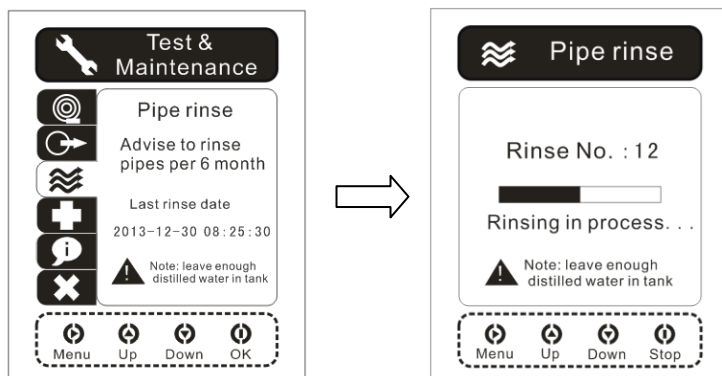 Test &
Maintenance
Pipe rinse
Advise to rinse
pipes per 6 month
Last rinse date
2013-12-30 08:25:30
Note: leave enough
distilled water in tank
Menu Up Down OK
Pipe rinse
Rinse No. : 12
Rinsing in process. . .
Note: leave enough
distilled water in tank
Menu Up Down Stop